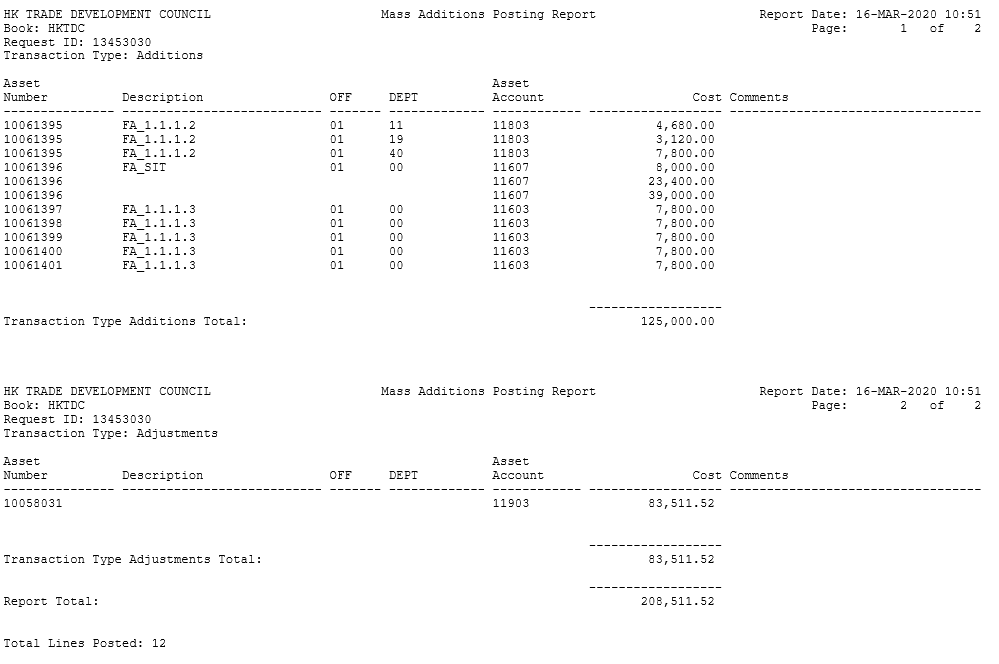 HK TRADE DEVELOPMENT COUNCIL Mass Additions Posting Report Report Date: 16-MAR-2020 10:51
Book: HKTDC Page: 1 of 2
Request ID: 13453030
Transaction Type: Additions
Asset Asset
Number Description OFF DEPT Account Cost Comments
--------------- --------------------------- ------- ------------- ------------ ------------------ ----------------------------------
10061395 FA_1.1.1.2 01 11 11803 4,680.00
10061395 FA_1.1.1.2 01 19 11803 3,120.00
10061395 FA_1.1.1.2 01 40 11803 7,800.00
10061396 FA_SIT 01 00 11607 8,000.00
10061396 11607 23,400.00
10061396 11607 39,000.00
10061397 FA_1.1.1.3 01 00 11603 7,800.00
10061398 FA_1.1.1.3 01 00 11603 7,800.00
10061399 FA_1.1.1.3 01 00 11603 7,800.00
10061400 FA_1.1.1.3 01 00 11603 7,800.00
10061401 FA_1.1.1.3 01 00 11603 7,800.00
------------------
Transaction Type Additions Total: 125,000.00
HK TRADE DEVELOPMENT COUNCIL Mass Additions Posting Report Report Date: 16-MAR-2020 10:51
Book: HKTDC Page: 2 of 2
Request ID: 13453030
Transaction Type: Adjustments
Asset Asset
Number Description OFF DEPT Account Cost Comments
--------------- --------------------------- ------- ------------- ------------ ------------------ ----------------------------------
10058031 11903 83,511.52
------------------
Transaction Type Adjustments Total: 83,511.52
------------------
Report Total: 208,511.52
Total Lines Posted: 12